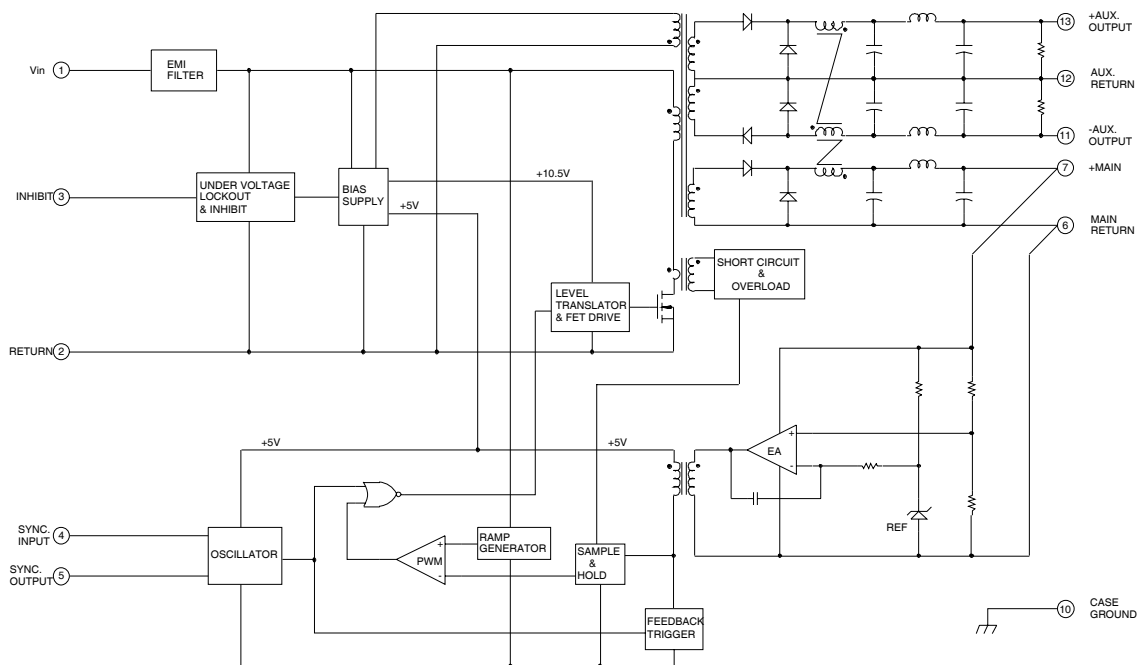 13
+AUX.
OUTPUT
Vin
1
EMI
FILTER
12
AUX.
RETURN
11
-AUX.
OUTPUT
7
+MAIN
INHIBIT
3
UNDER VOLTAGE
LOCKOUT
& INHIBIT
BIAS
SUPPLY
+10.5V
+5V
6
MAIN
RETURN
SHORT CIRCUIT
&
OVERLOAD
LEVEL
TRANSLATOR
& FET DRIVE
RETURN
2
+5V
+5V
EA
+
-
REF
SYNC.
INPUT
4
SYNC.
OUTPUT
5
OSCILLATOR
PWM
+
-
RAMP
GENERATOR
SAMPLE
&
HOLD
FEEDBACK
TRIGGER
10
CASE
GROUND